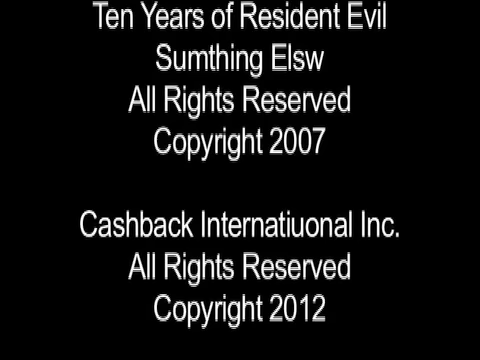 Ten Years of Resident Evil
Sumthing Elsw
All Rights Reserved
Copyright 2007
Cashback Internatiuonal Inc.
All Rights Reserved
Copyright 2012